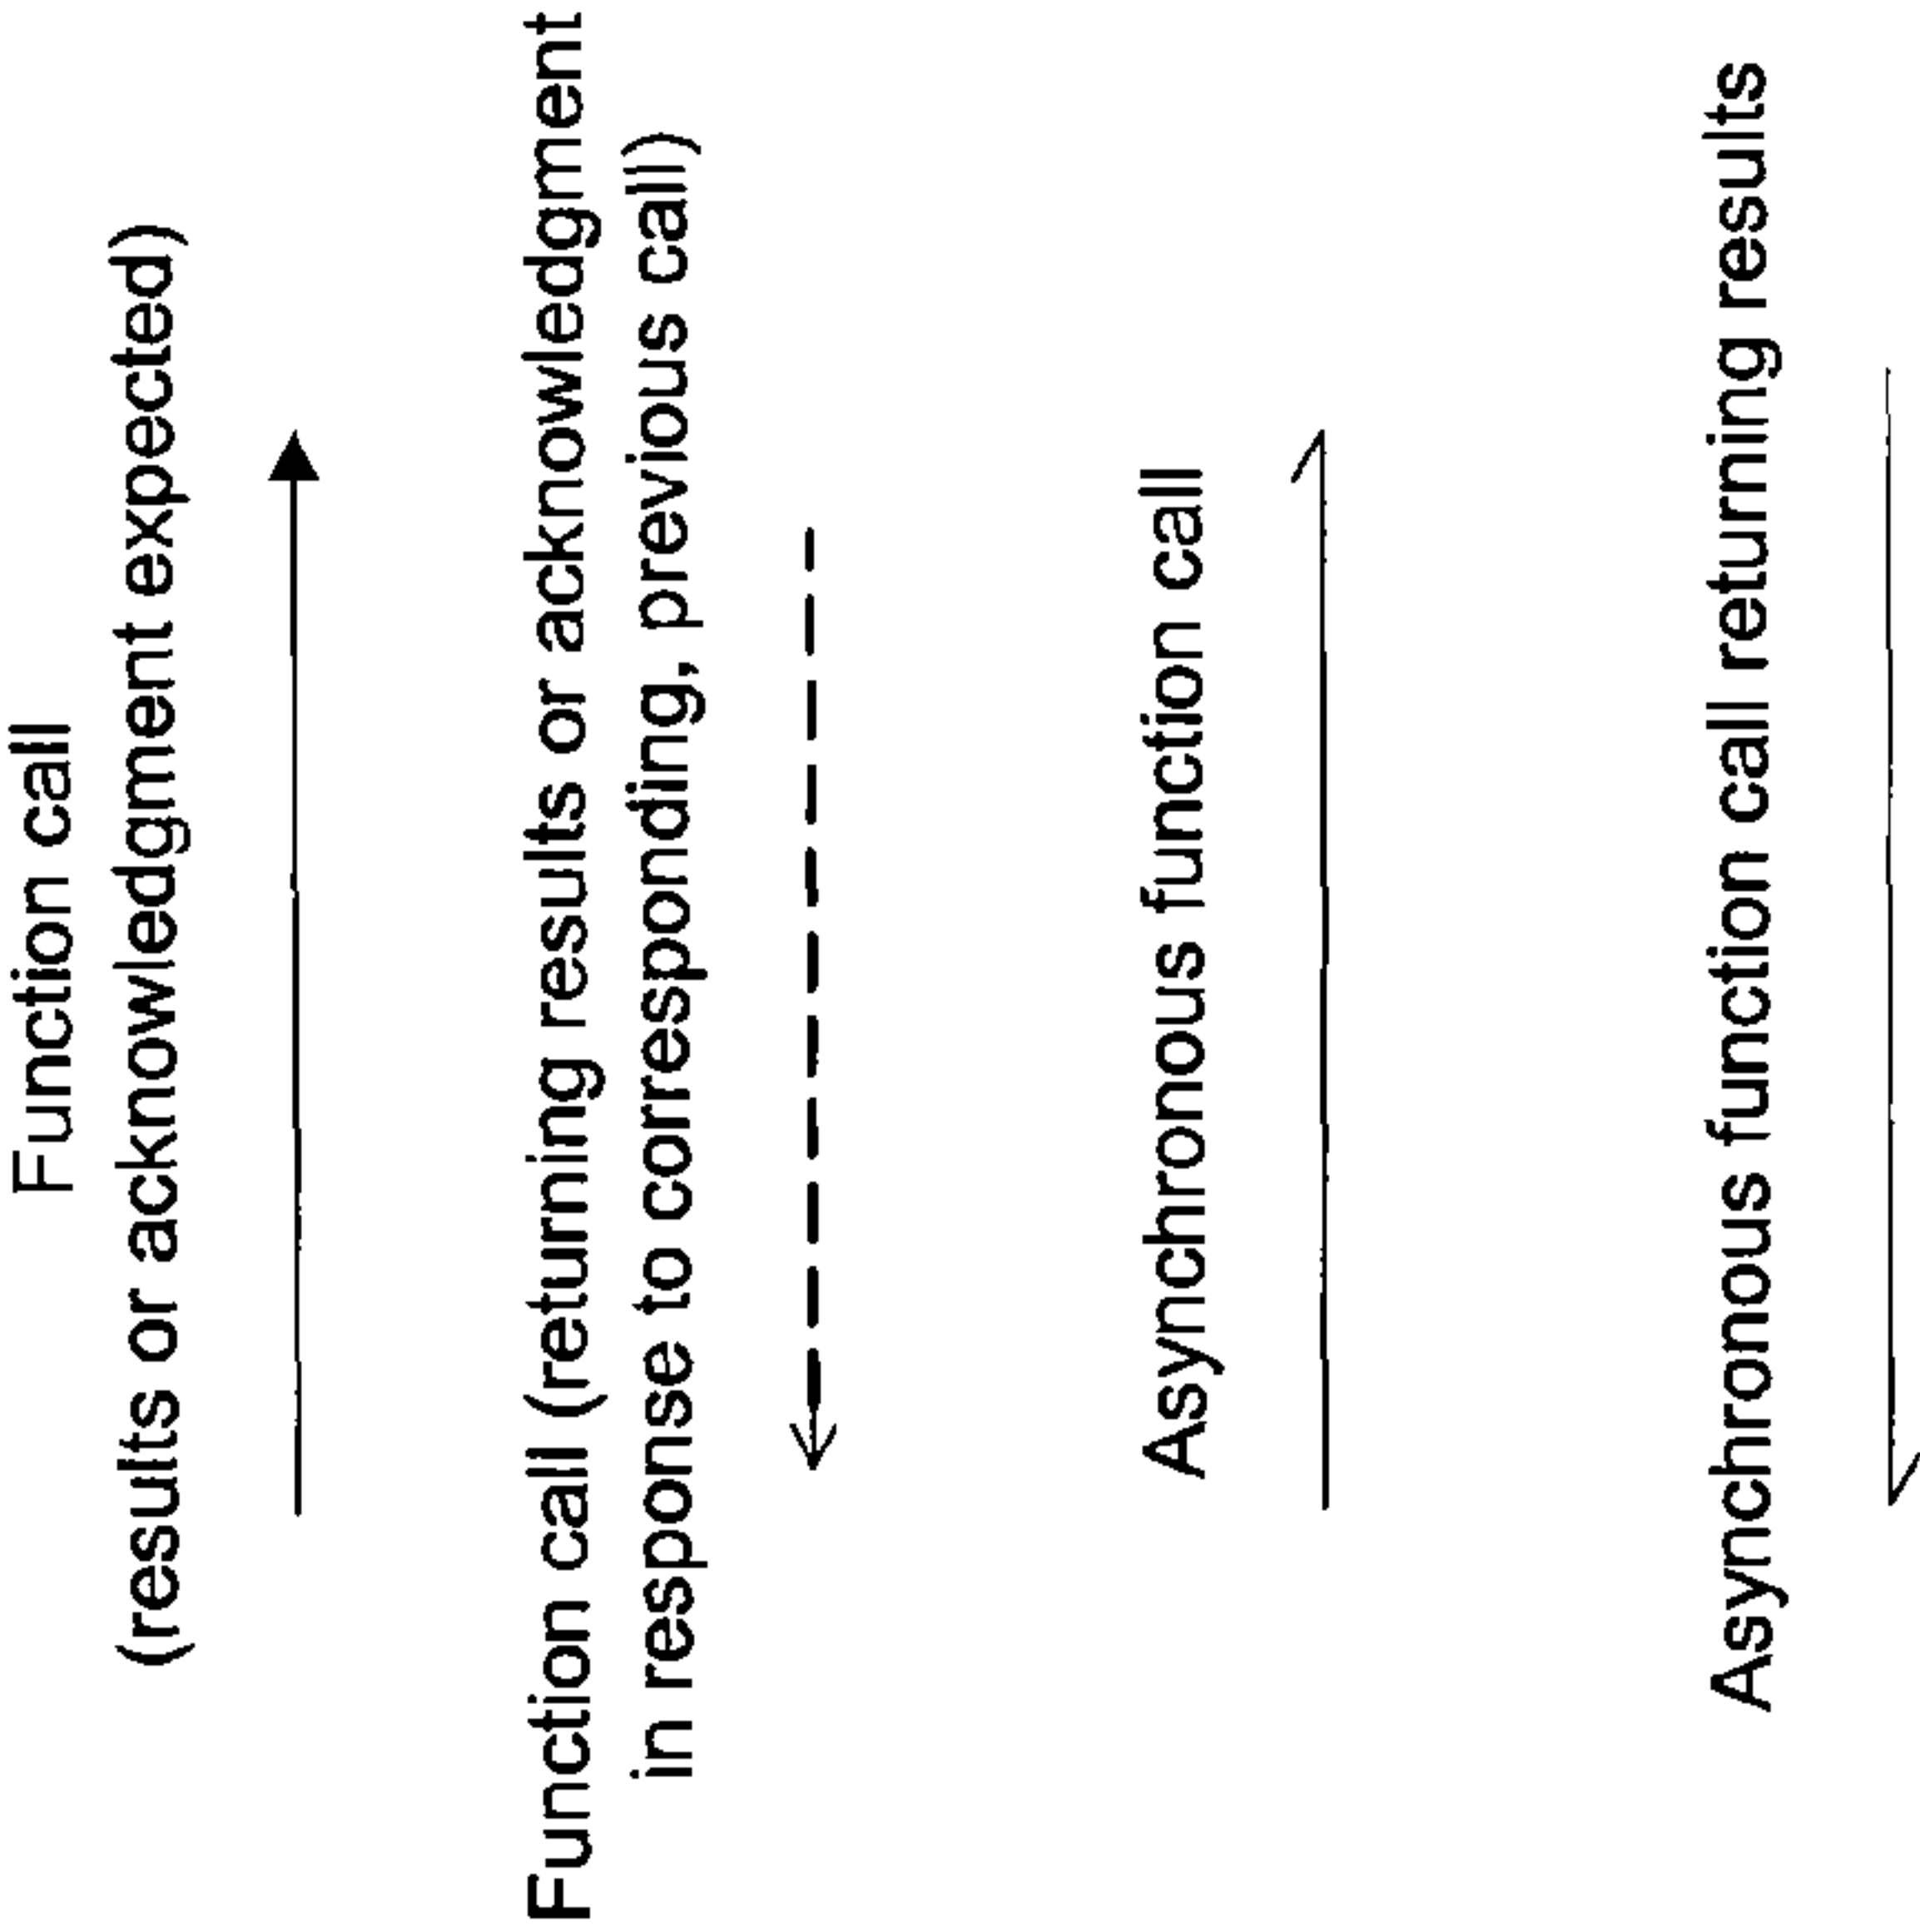 Function call
(results or acknowledgment expected)
Function call (returning results or acknowledgment
in response to corresponding, previous call)
Asynchronous function call
Asynchronous function call returning results